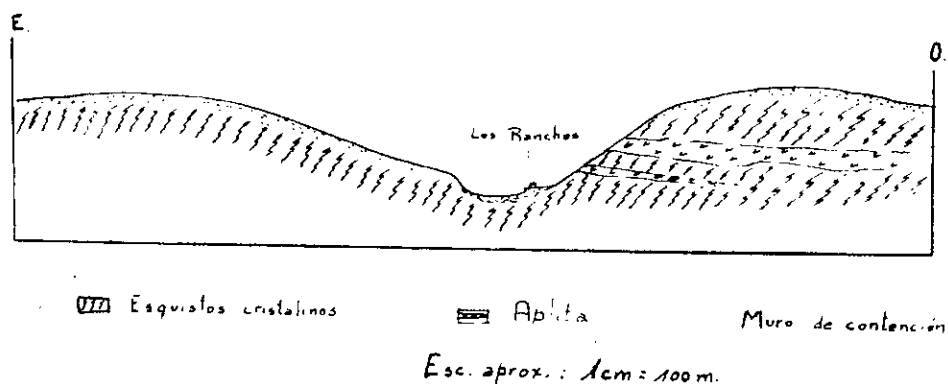 E.
O.
Los Ranchos
Esquistos cristalinos
Aplita
Muro de contención
Esc. aprox.: 1cm = 100 m.